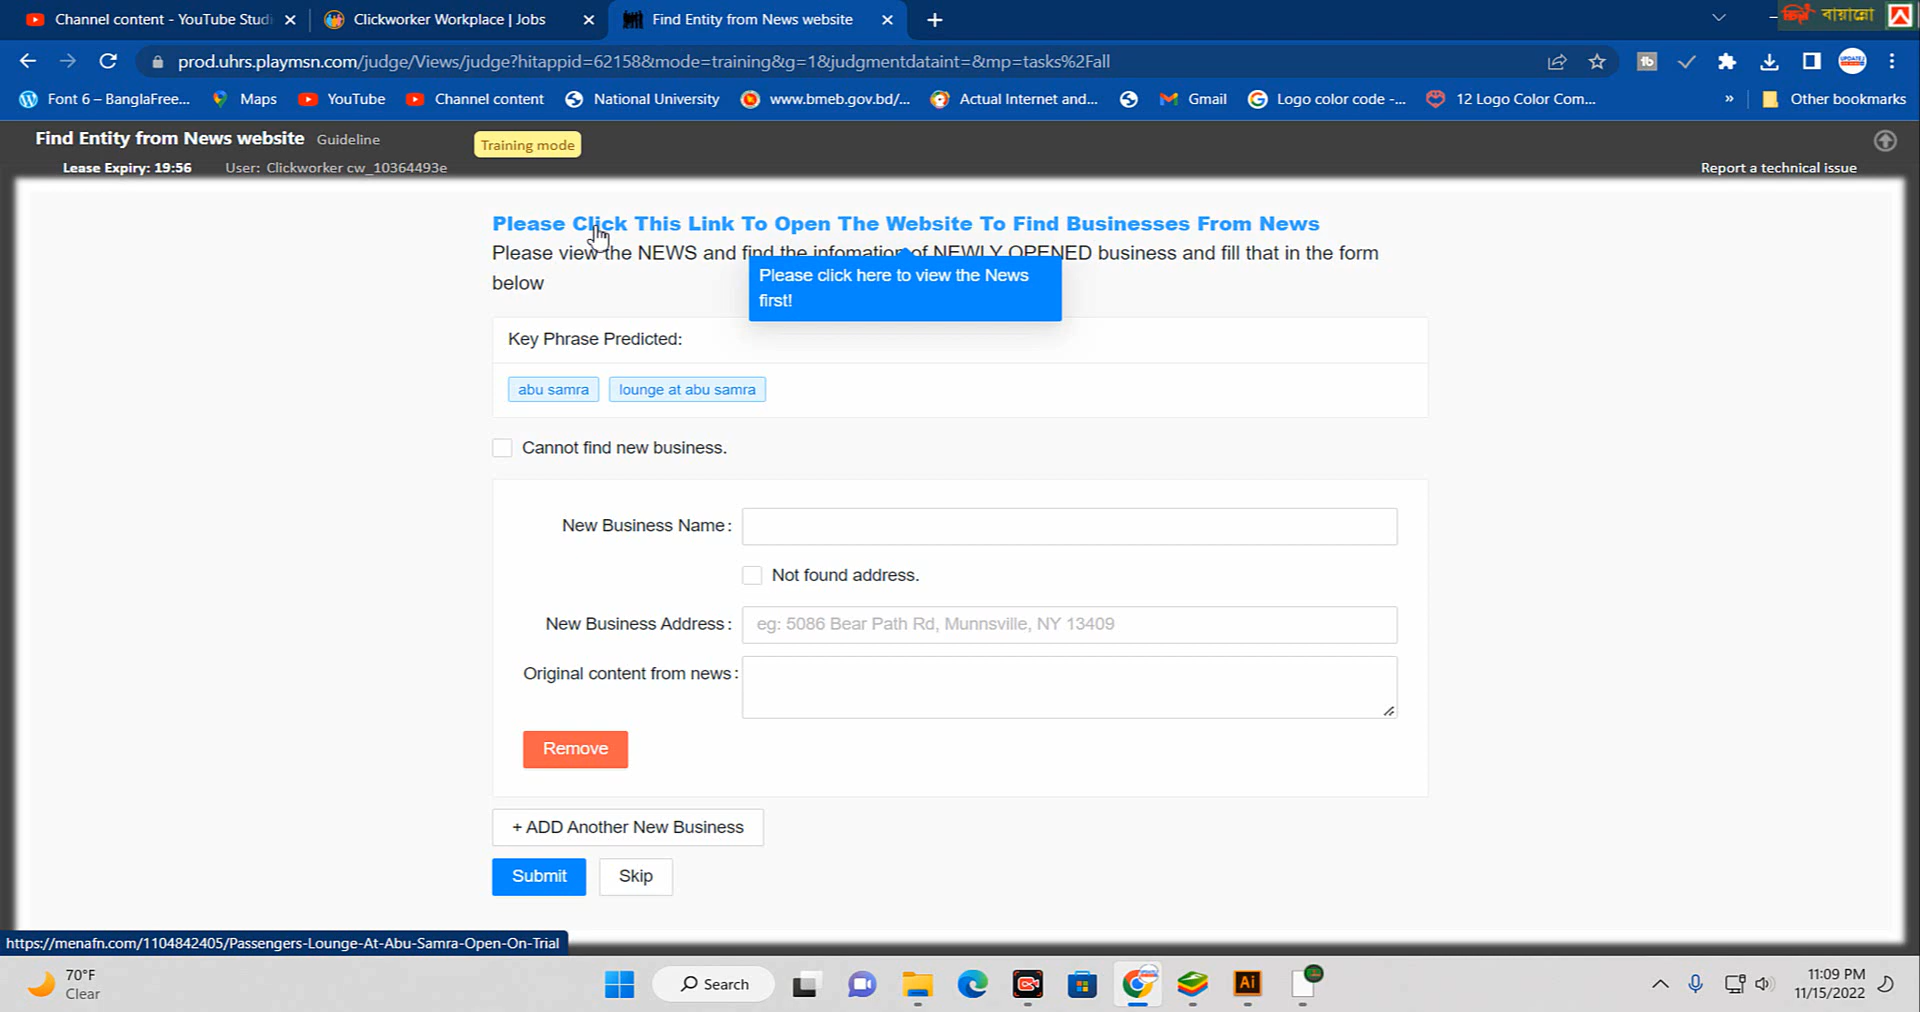 Channel content - YouTube Studi
Clickworker Workplace | Jobs
Find Entity from News website
চিত্র বায়ান্নো
prod.uhrs.playmsn.com/judge/Views/judge?hitappid=62158&mode=training&g=1&judgmentdataint=&mp=tasks%2Fall
Font 6 – BanglaFree...
Maps
YouTube
Channel content
National University
www.bmeb.gov.bd/...
Actual Internet and...
Gmail
Logo color code -...
12 Logo Color Com...
»
Other bookmarks
Find Entity from News website Guideline
Training mode
Lease Expiry: 19:56 User: Clickworker cw_10364493e
Report a technical issue
Please Click This Link To Open The Website To Find Businesses From News
Please view the NEWS and find the infomation of NEWLY OPENED business and fill that in the form
below
Please click here to view the News
first!
Key Phrase Predicted:
abu samra
lounge at abu samra
Cannot find new business.
New Business Name :
Not found address.
New Business Address : eg: 5086 Bear Path Rd, Munnsville, NY 13409
Original content from news :
Remove
+ ADD Another New Business
Submit
Skip
https://menafn.com/1104842405/Passengers-Lounge-At-Abu-Samra-Open-On-Trial
70°F
Clear
Search
Ai
11:09 PM
11/15/2022